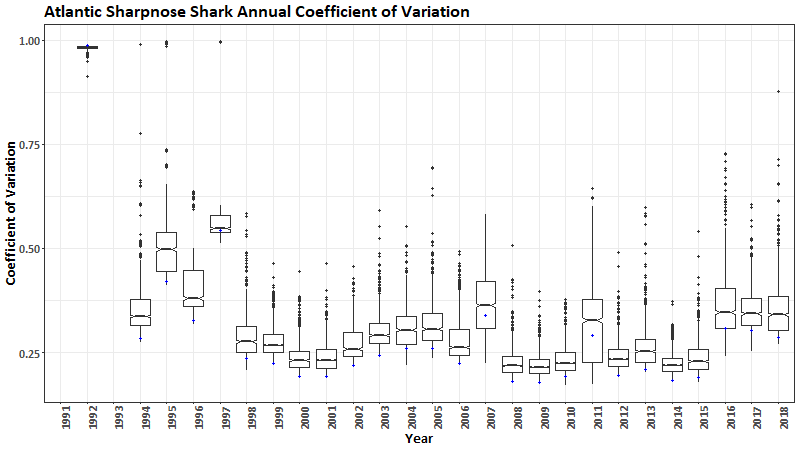 Atlantic Sharpnose Shark Annual Coefficient of Variation
Coefficient of Variation
1.00
0.75
0.50
0.25
1991 1992 1993 1994 1995 1996 1997 1998 1999 2000 2001 2002 2003 2004 2005 2006 2007 2008 2009 2010 2011 2012 2013 2014 2015 2016 2017 2018
Year